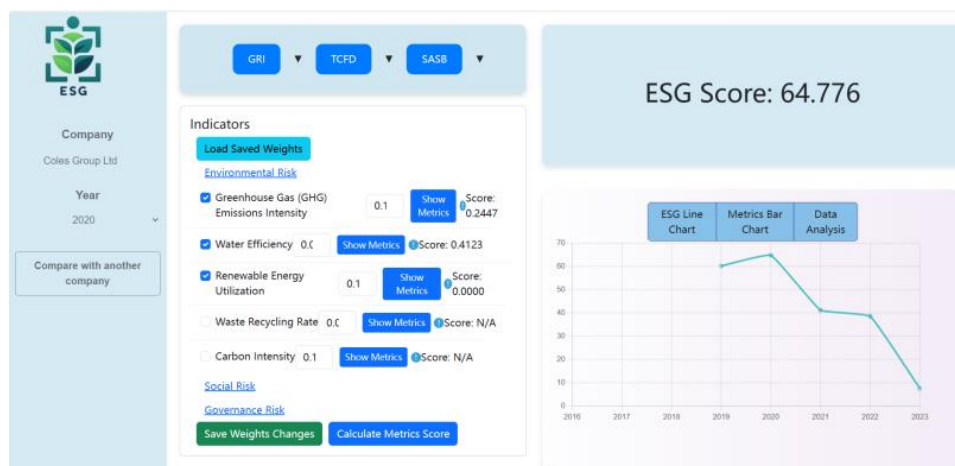 ESG
Company
Coles Group Ltd
Year
2020
Compare with another
company
GRI ▼ TCFD ▼ SASB ▼
Indicators
Load Saved Weights
Environmental Risk
Greenhouse Gas (GHG)
Emissions Intensity
0.1
Show
Metrics
Score:
0.2447
Water Efficiency
Show Metrics
Score: 0.4123
Renewable Energy
Utilization
0.1
Show
Metrics
Score:
0.0000
Waste Recycling Rate
Show Metrics
Score: N/A
Carbon Intensity 0.1 Show Metrics Score: N/A
Social Risk
Governance Risk
Save Weights Changes Calculate Metrics Score
ESG Score: 64.776
ESG Line
Chart
Metrics Bar
Chart
Data
Analysis
70
60
50
40
30
20
10
0
2016 2017 2018 2019 2020 2021 2022 2023